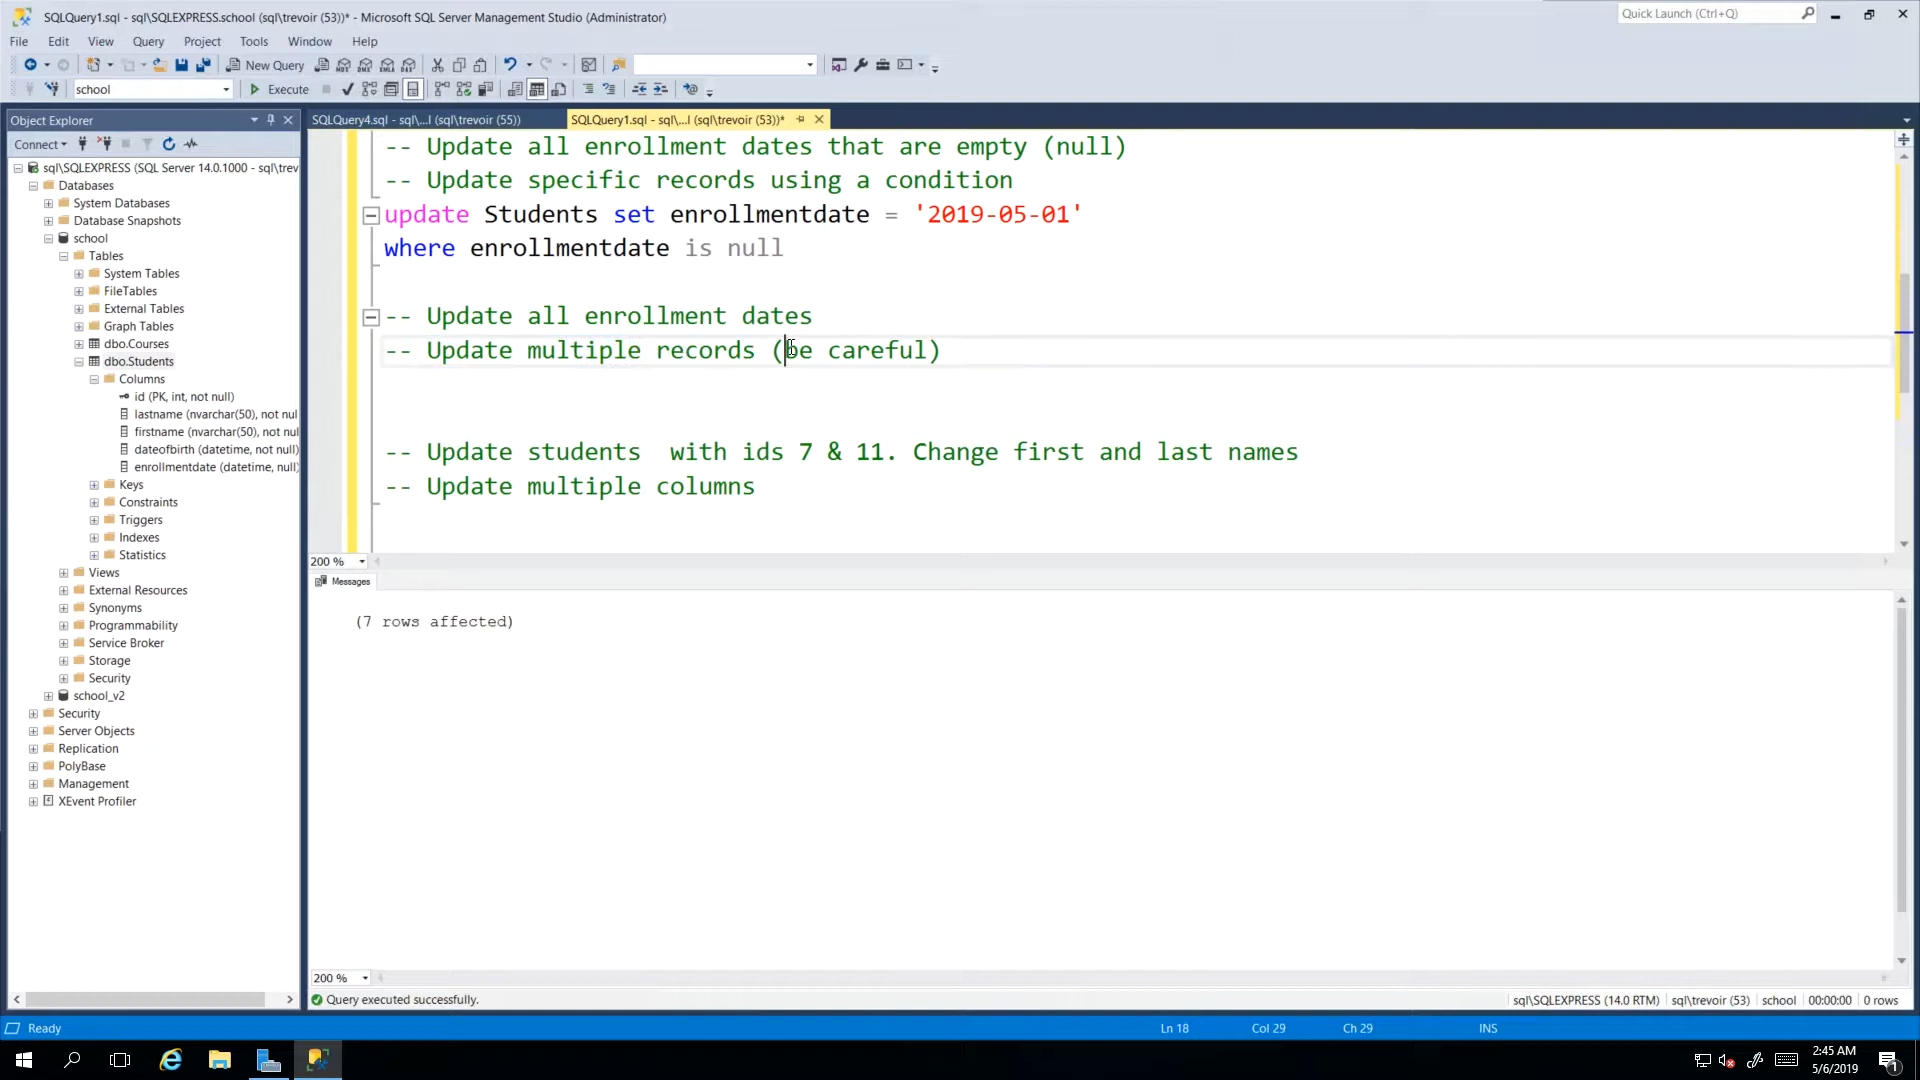 SQLQuery1.sql - sql\SQLEXPRESS.school (sql\trevoir (53))* - Microsoft SQL Server Management Studio (Administrator)
Quick Launch (Ctrl+Q)
File Edit View Query Project Tools Window Help
New Query
school
Execute
Object Explorer
SQLQuery4.sql - sql\...l (sql\trevoir (55))
SQLQuery1.sql - sql\...l (sql\trevoir (53))*
Connect
sql\SQLEXPRESS (SQL Server 14.0.1000 - sql\trev
Databases
System Databases
Database Snapshots
school
Tables
System Tables
FileTables
External Tables
Graph Tables
dbo.Courses
dbo.Students
Columns
id (PK, int, not null)
lastname (nvarchar(50), not nul
firstname (nvarchar(50), not nul
dateofbirth (datetime, not null)
enrollmentdate (datetime, null)
Keys
Constraints
Triggers
Indexes
Statistics
Views
External Resources
Synonyms
Programmability
Service Broker
Storage
Security
school_v2
Security
Server Objects
Replication
PolyBase
Management
XEvent Profiler
-- Update all enrollment dates that are empty (null)
-- Update specific records using a condition
update Students set enrollmentdate = '2019-05-01'
where enrollmentdate is null
-- Update all enrollment dates
-- Update multiple records (be careful)
-- Update students  with ids 7 & 11. Change first and last names
-- Update multiple columns
200 %
Messages
(7 rows affected)
200 %
Query executed successfully.
sql\SQLEXPRESS (14.0 RTM) sql\trevoir (53) school 00:00:00 0 rows
Ready
Ln 18 Col 29 Ch 29 INS
2:45 AM
5/6/2019
1